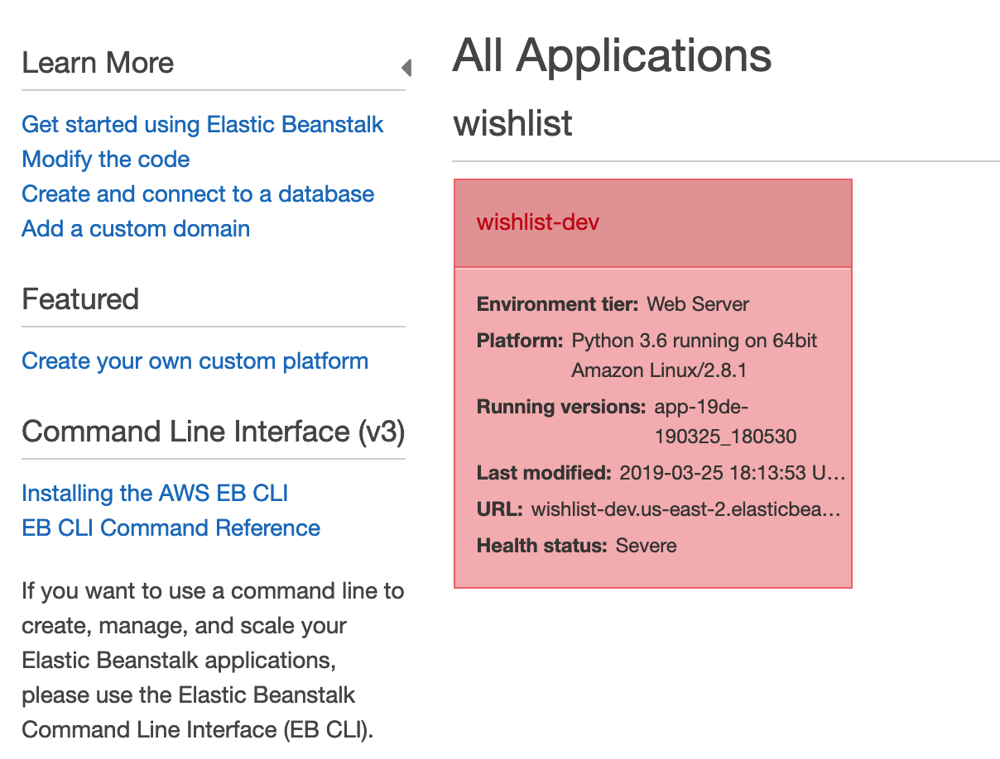 Learn More
Get started using Elastic Beanstalk
Modify the code
Create and connect to a database
Add a custom domain
Featured
Create your own custom platform
Command Line Interface (v3)
Installing the AWS EB CLI
EB CLI Command Reference
If you want to use a command line to
create, manage, and scale your
Elastic Beanstalk applications,
please use the Elastic Beanstalk
Command Line Interface (EB CLI).
All Applications
wishlist
wishlist-dev
Environment tier: Web Server
Platform: Python 3.6 running on 64bit
Amazon Linux/2.8.1
Running versions: app-19de-
190325_180530
Last modified: 2019-03-25 18:13:53 U...
URL: wishlist-dev.us-east-2.elasticbea...
Health status: Severe